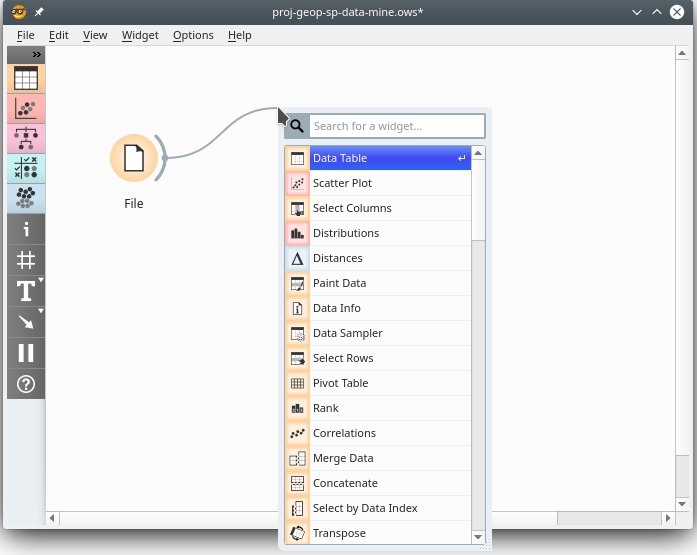 proj-geop-sp-data-mine.ows*
File Edit View Widget Options Help
Search for a widget...
Data Table
Scatter Plot
Select Columns
Distributions
Distances
Paint Data
Data Info
Data Sampler
Select Rows
Pivot Table
Rank
Correlations
Merge Data
Concatenate
Select by Data Index
Transpose
File